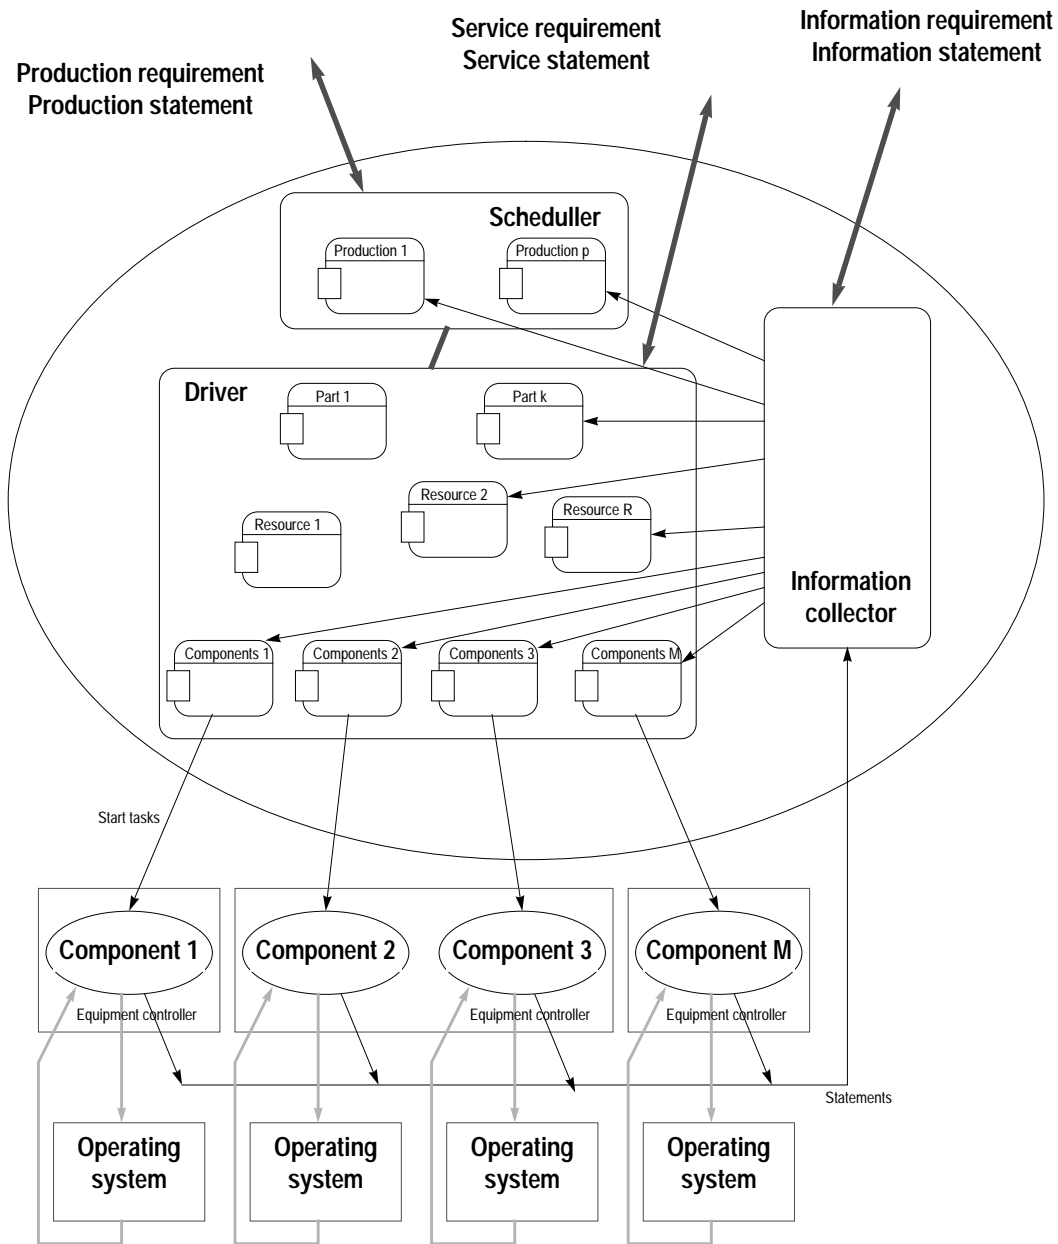 Service requirement
Service statement
Information requirement
Information statement
Production requirement
Production statement
Scheduller
Production 1
Production p
Driver
Part 1
Part k
Resource 2
Resource R
Resource 1
Information
collector
Components 1
Components 2
Components 3
Components M
Start tasks
Component 1
Component 2
Component 3
Component M
Equipment controller
Equipment controller
Equipment controller
Statements
Operating
system
Operating
system
Operating
system
Operating
system